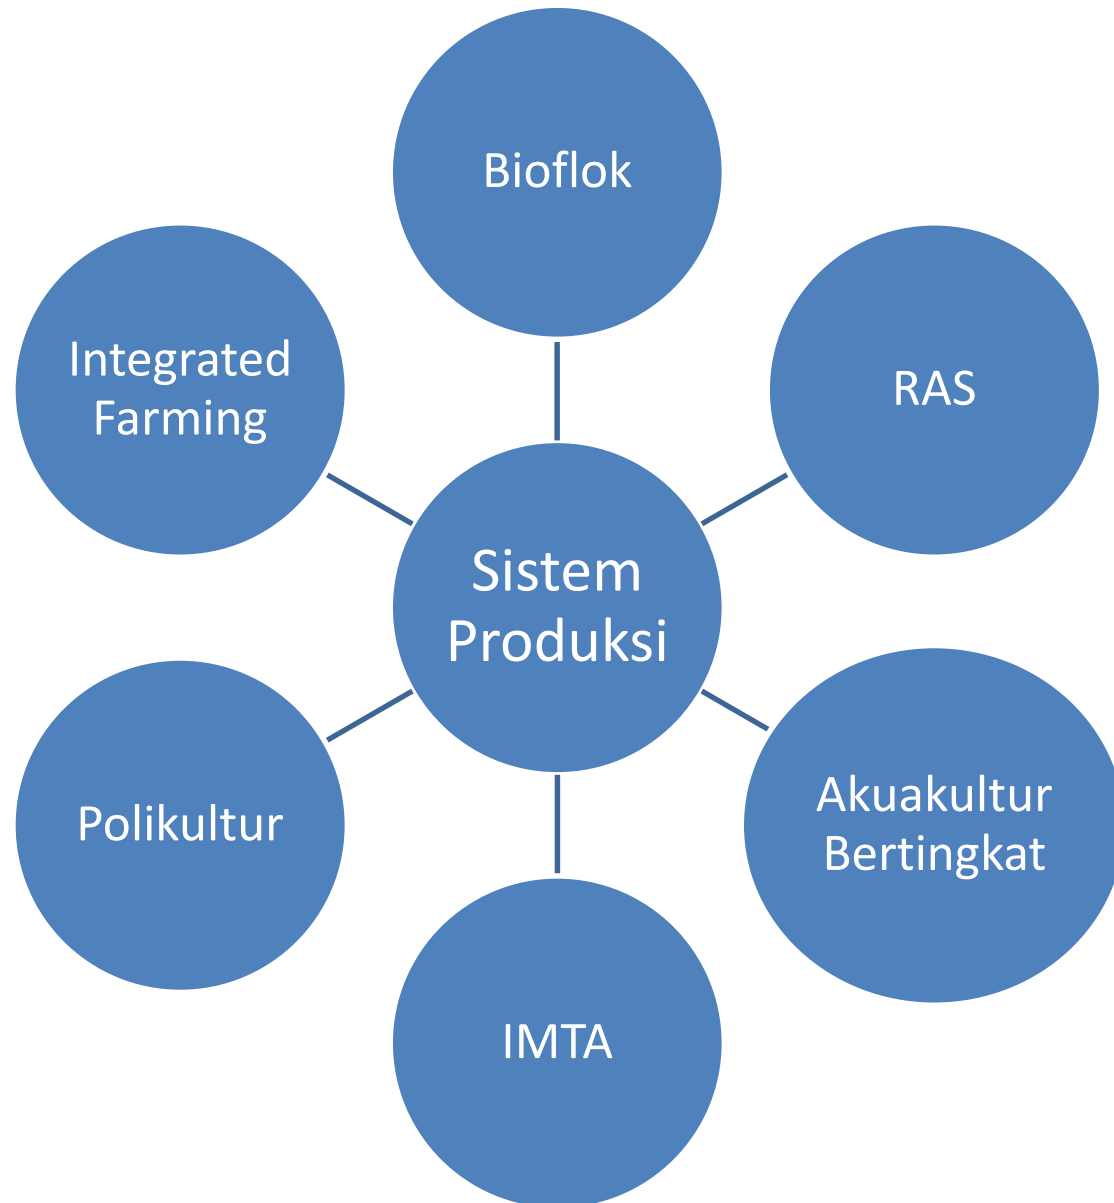 Bioflok
RAS
Akuakultur
Bertingkat
IMTA
Polikultur
Integrated
Farming
Sistem
Produksi